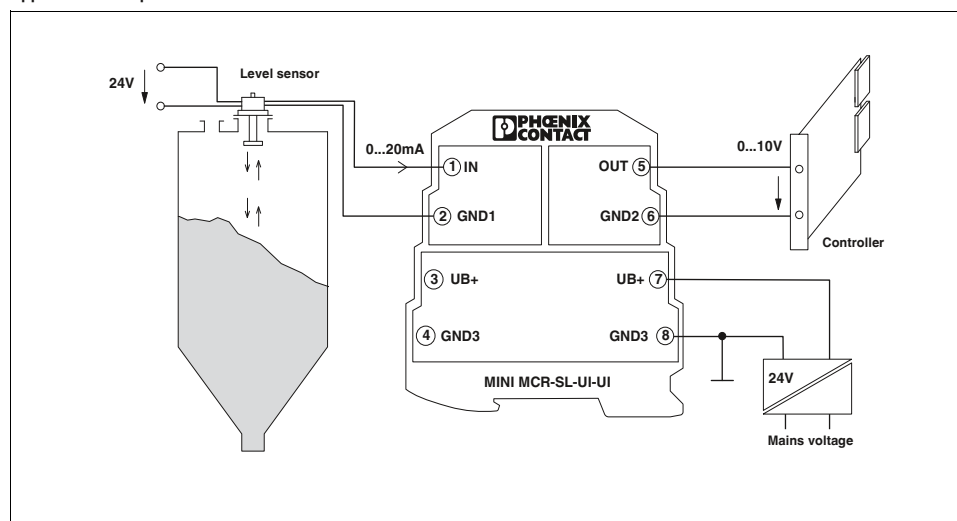 24V
Level sensor
0...20mA
PHŒNIX
CONTACT
1 IN
OUT 5
2 GND1
GND2 6
0...10V
Controller
3 UB+
UB+ 7
4 GND3
GND3 8
MINI MCR-SL-UI-UI
24V
Mains voltage